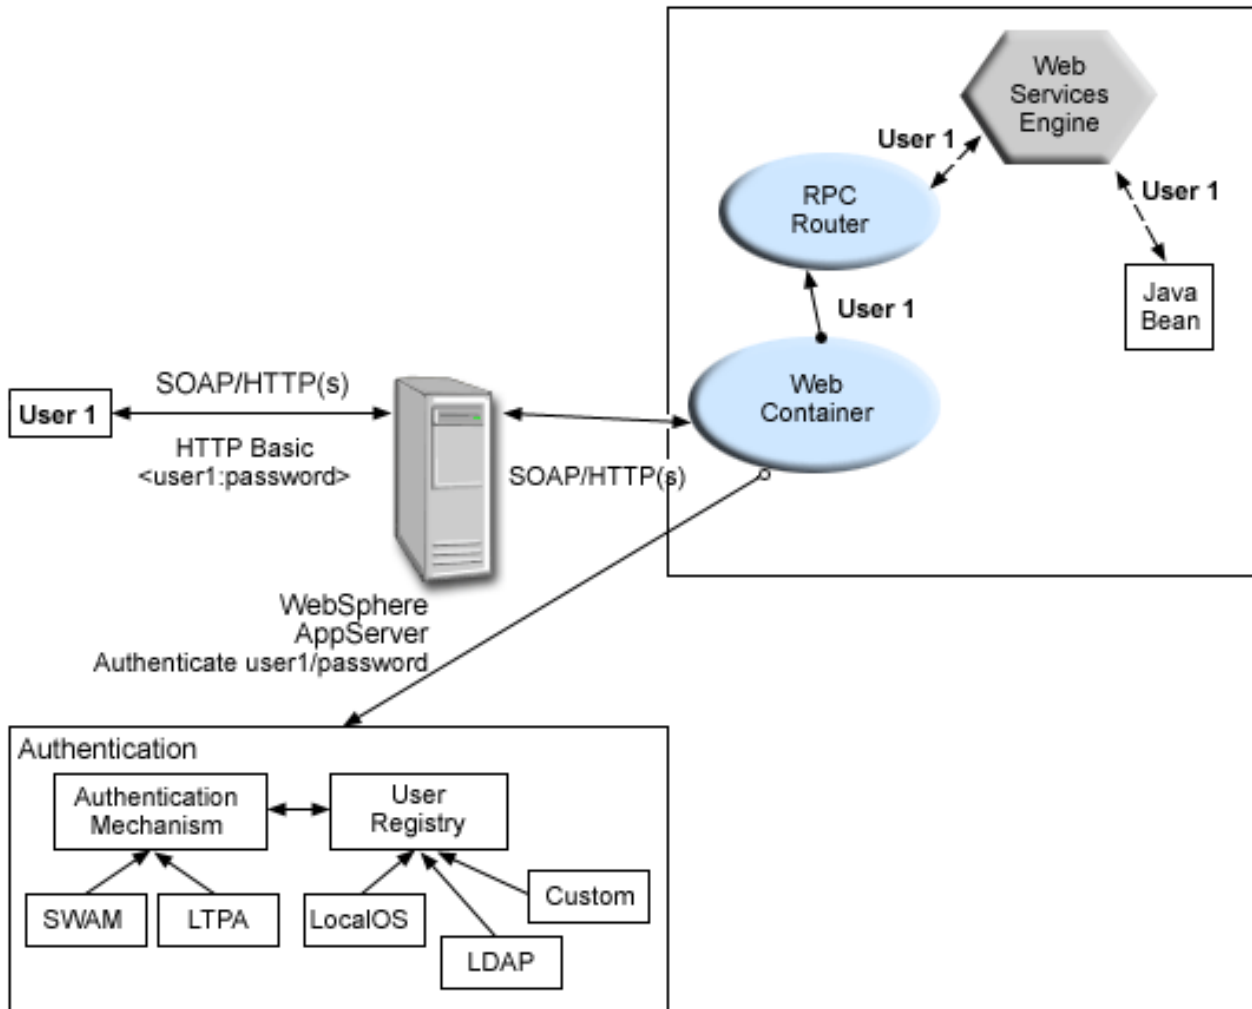 Web
Services
Engine
User 1
User 1
RPC
Router
Java
Bean
User 1
SOAP/HTTP(s)
Web
Container
User 1
HTTP Basic
<user1:password>
SOAP/HTTP(s)
WebSphere
AppServer
Authenticate user1/password
Authentication
Authentication
Mechanism
User
Registry
SWAM
LTPA
LocalOS
Custom
LDAP